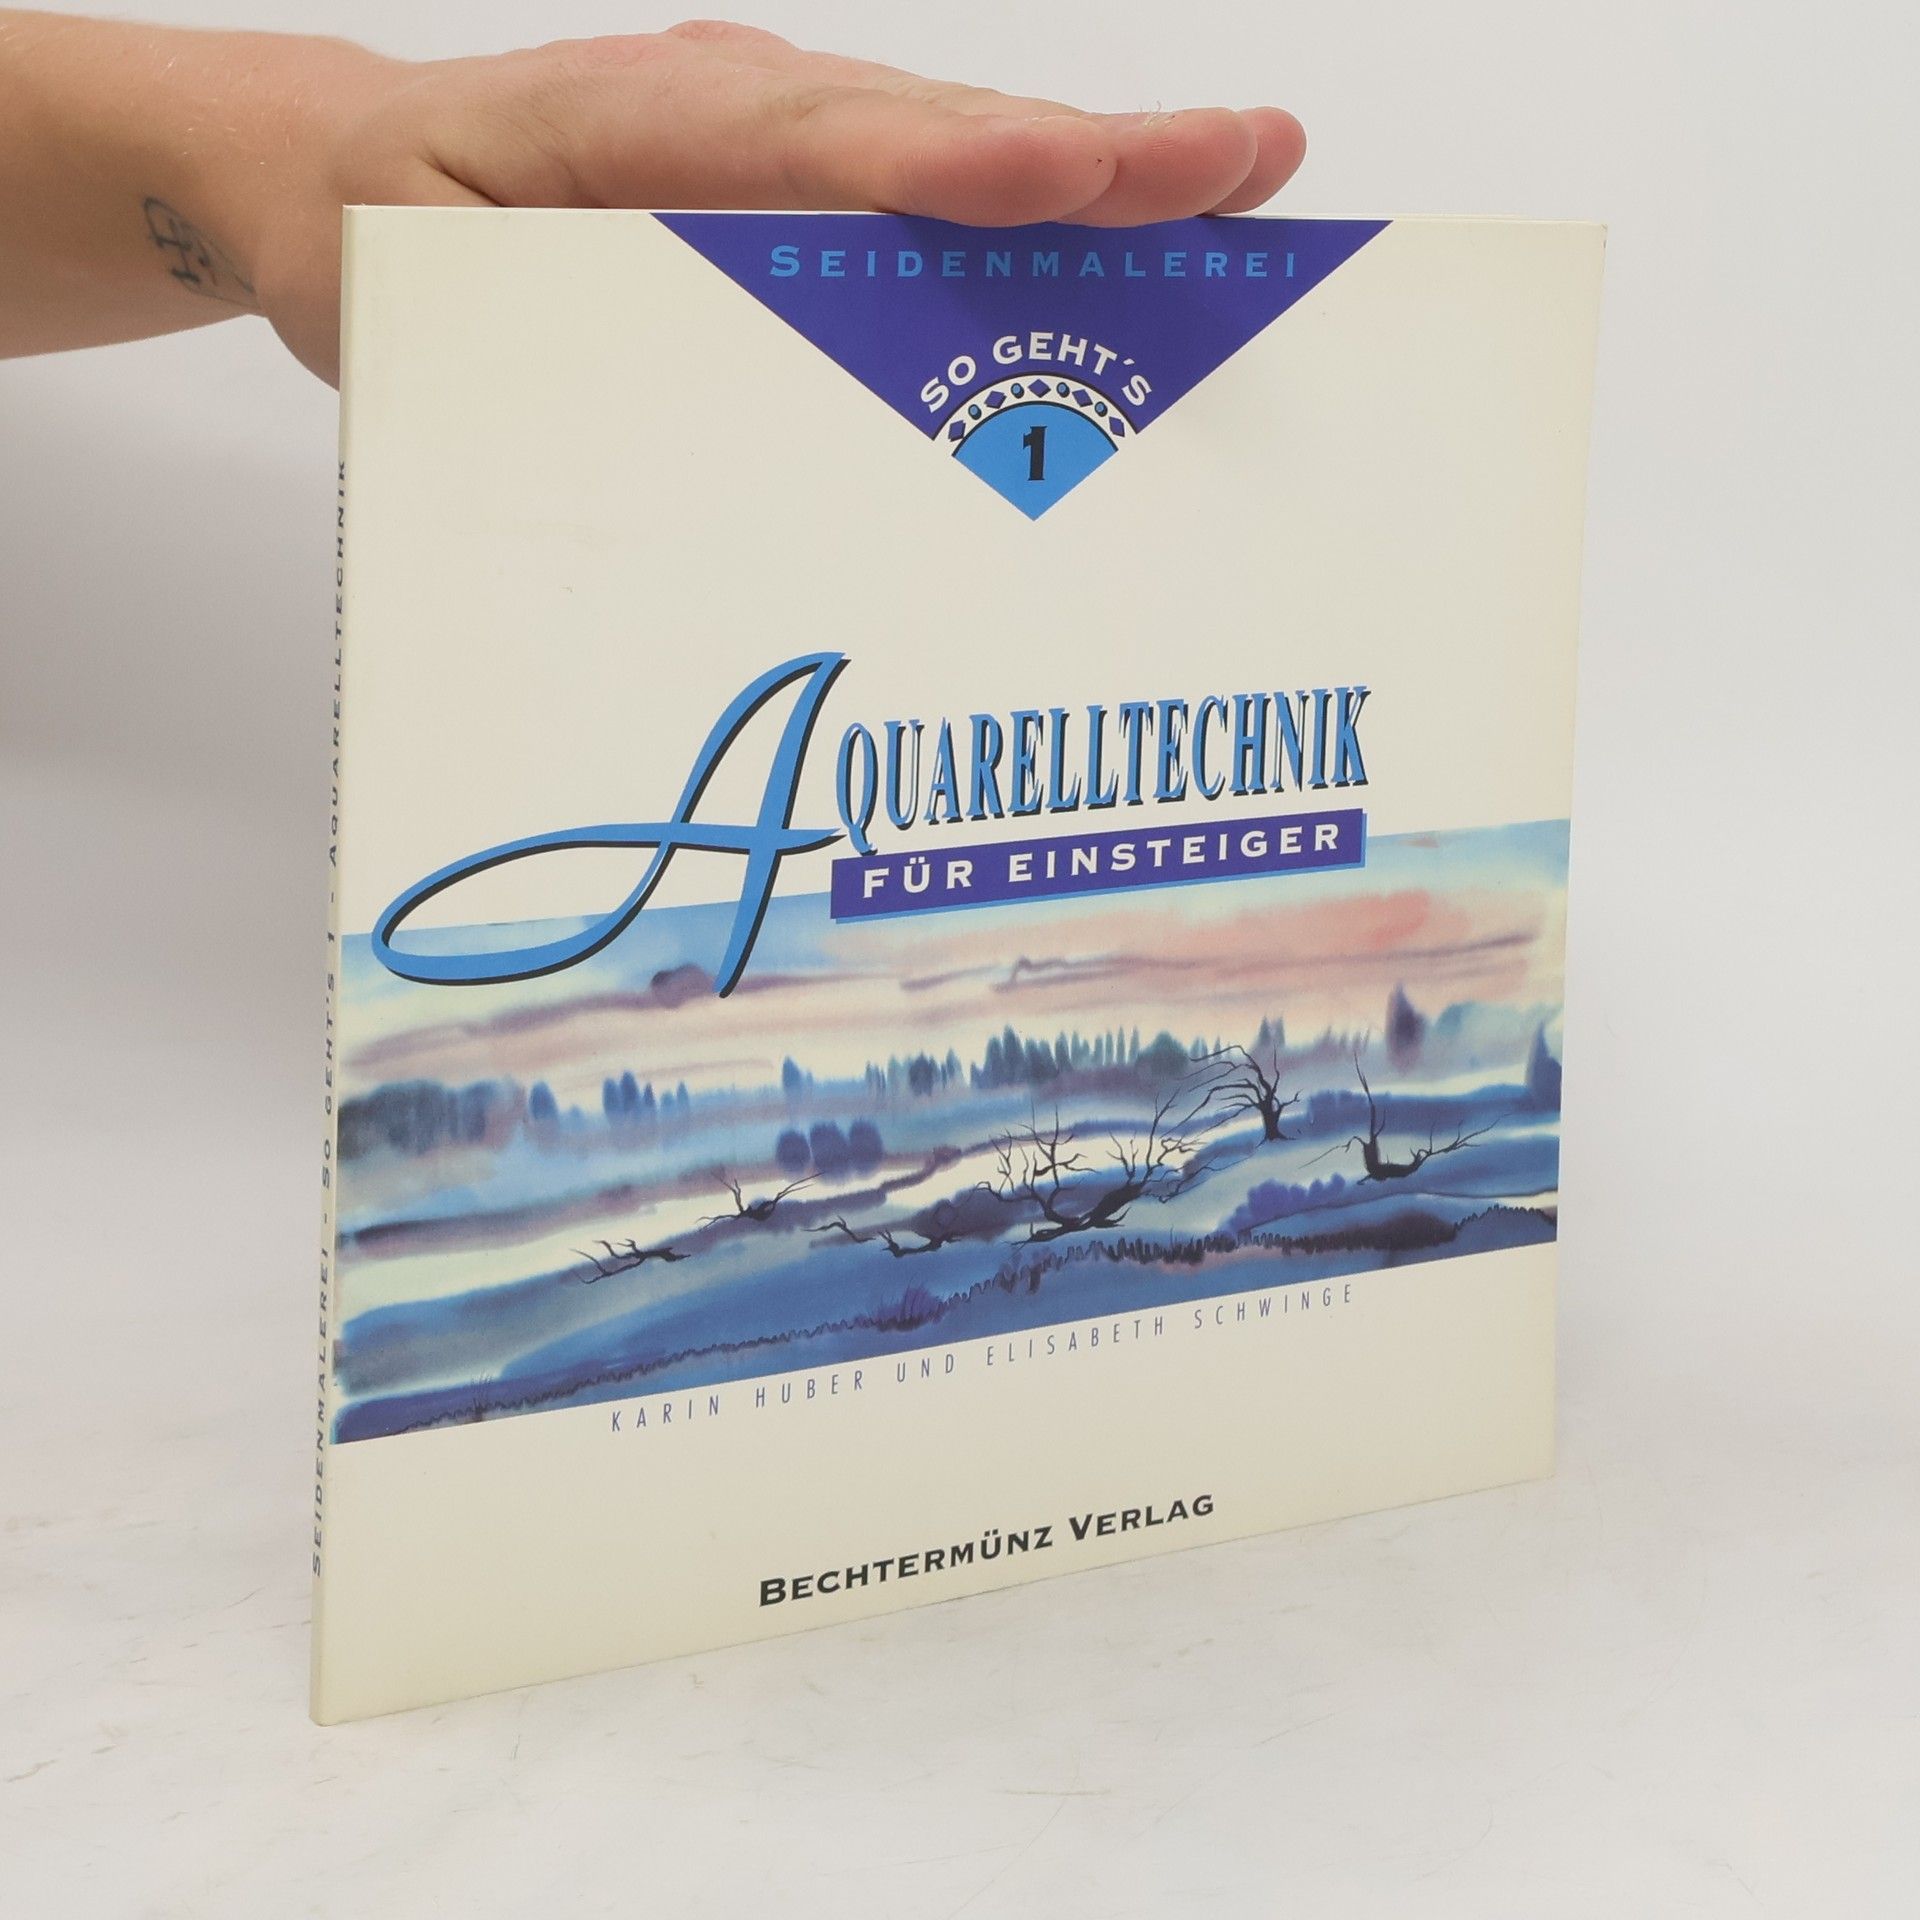 SEIDENMALEREI
SO GEHT'S
1
AQUARELLTECHNIK
FÜR EINSTEIGER
KARIN HUBER UND ELISABETH SCHWINGE
BECHTERMÜNZ VERLAG
SEIDENMALEREI - SO GEHT'S 1 - AQUARELLTECHNIK